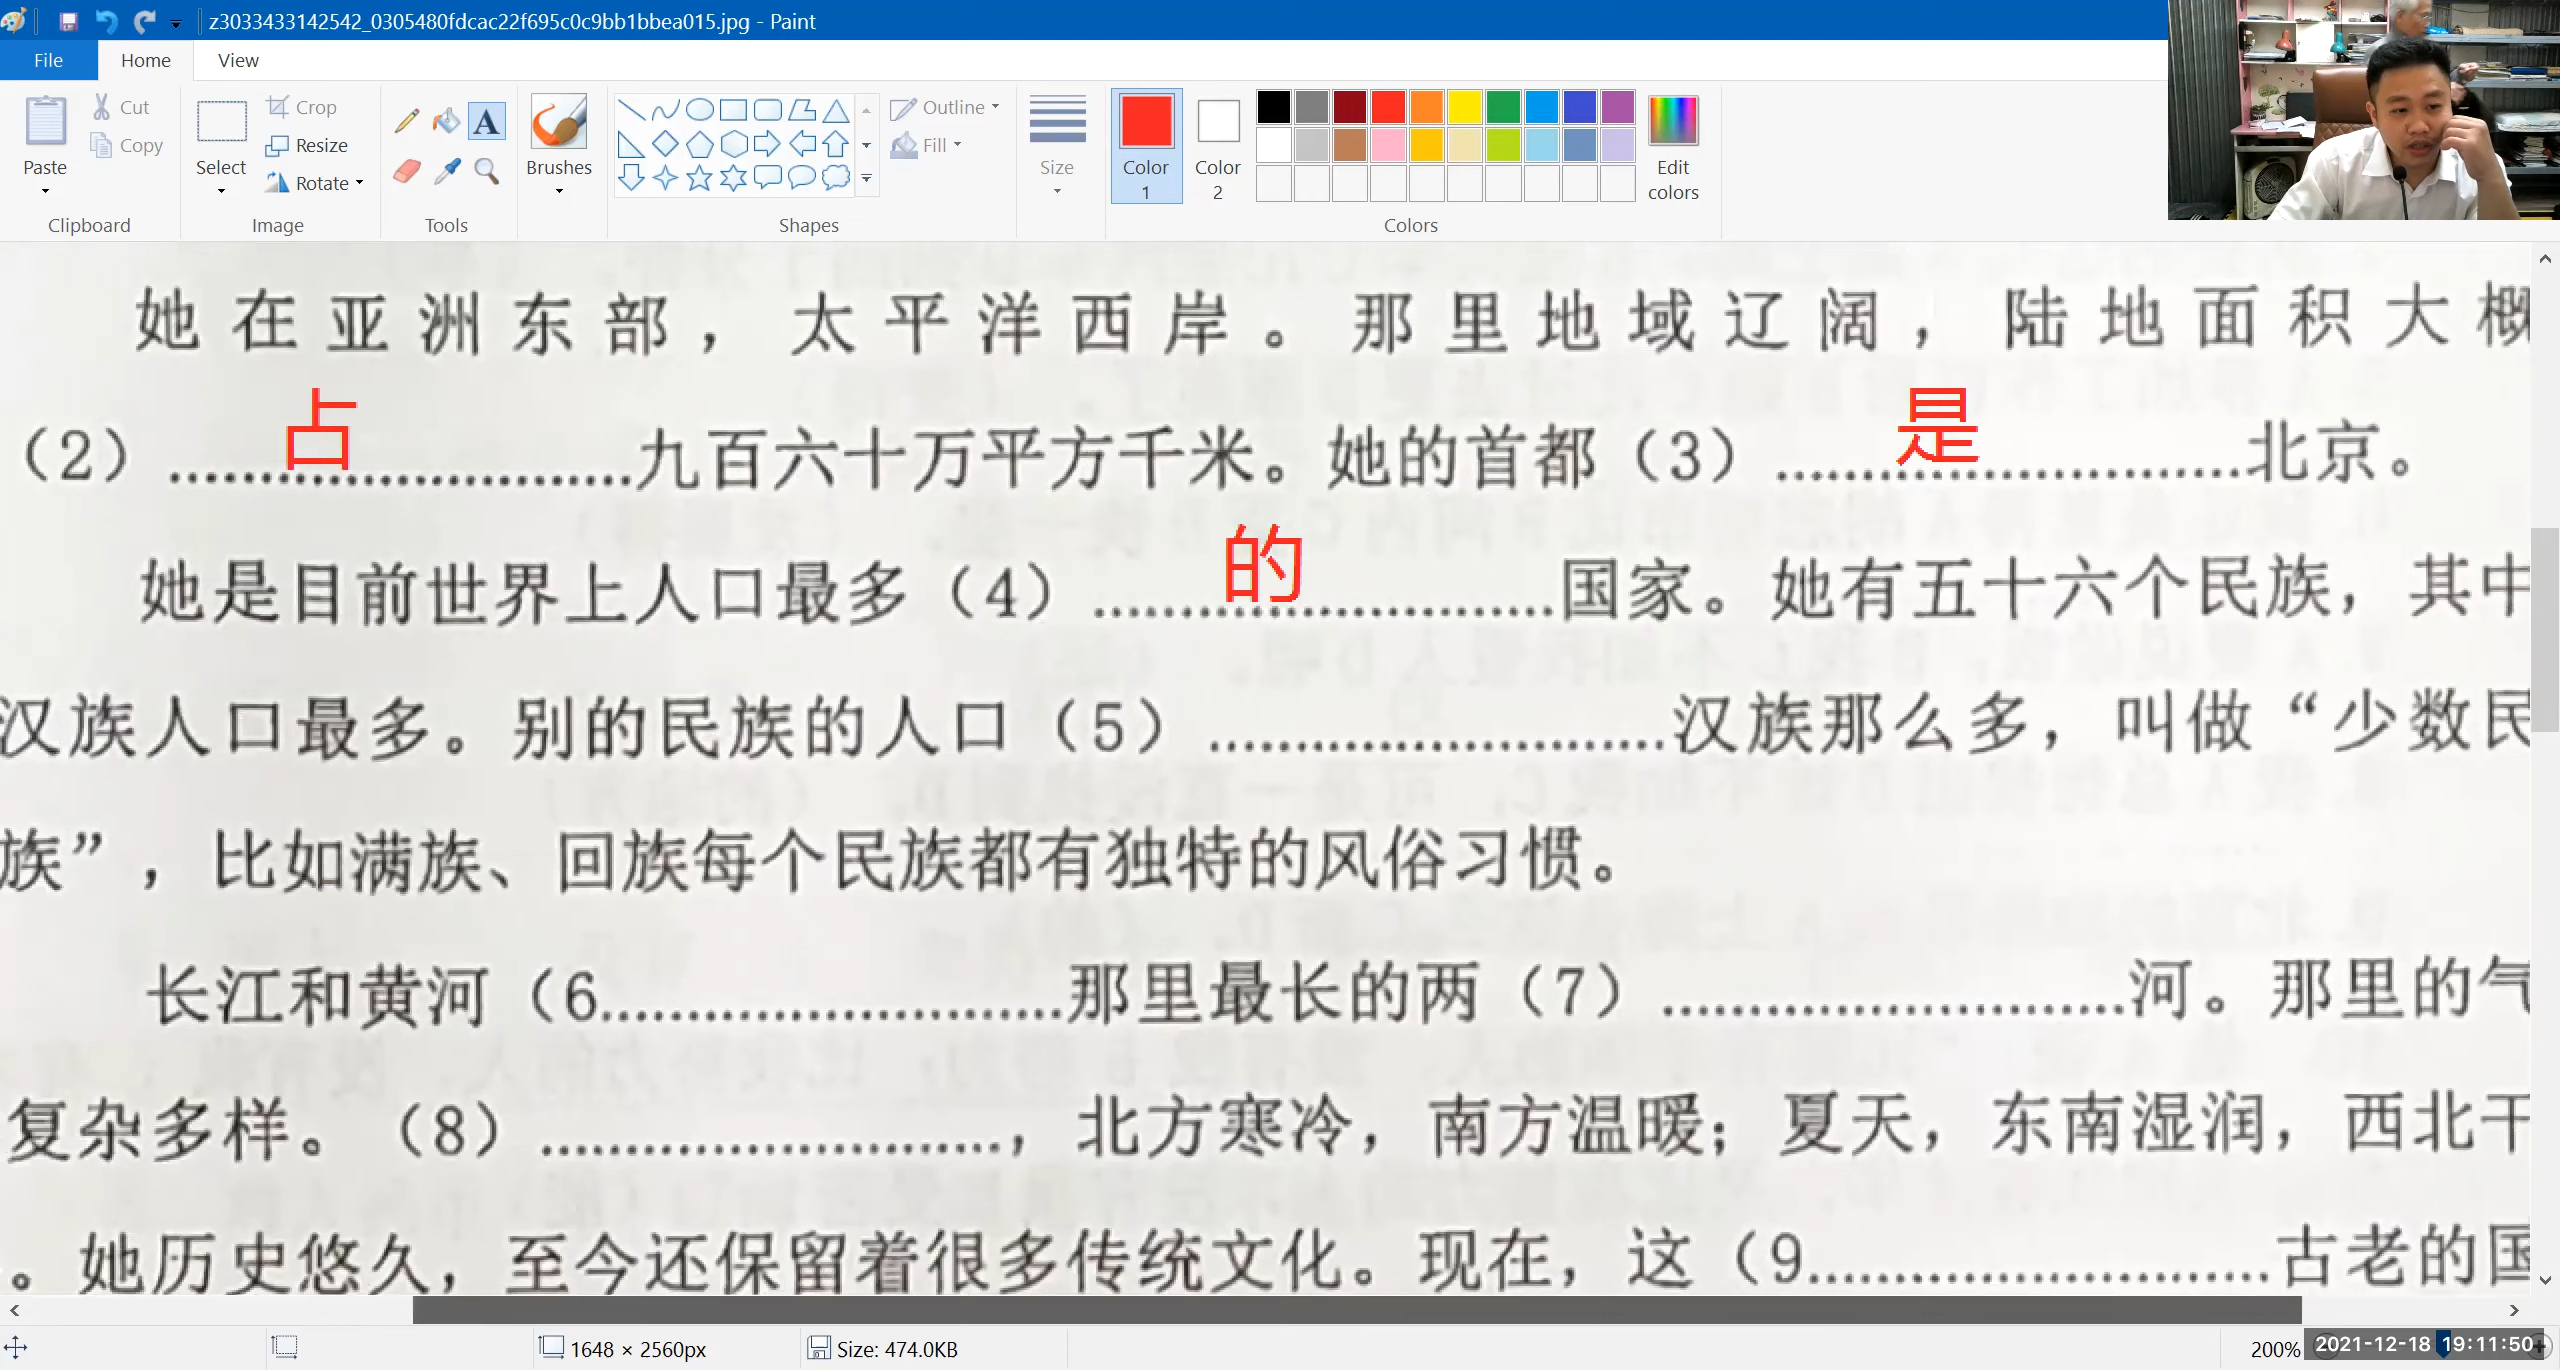 z3033433142542_0305480fdcac22f695c0c9bb1bbea015.jpg - Paint
File Home View
Paste
Cut
Copy
Clipboard
Select
Crop
Resize
Rotate
Image
A
Tools
Brushes
Shapes
Outline
Fill
Size
Color 1
Color 2
Edit colors
Colors
她在亚洲东部，太平洋西岸。那里地域辽阔，陆地面积大概
（2）..........占..........九百六十万平方千米。她的首都（3）..........是..........北京。
她是目前世界上人口最多（4）..........的..........国家。她有五十六个民族，其中
汉族人口最多。别的民族的人口（5）....................汉族那么多，叫做“少数民
族”，比如满族、回族每个民族都有独特的风俗习惯。
长江和黄河（6....................那里最长的两（7）....................河。那里的气
复杂多样。（8）....................，北方寒冷，南方温暖；夏天，东南湿润，西北干
。她历史悠久，至今还保留着很多传统文化。现在，这（9....................古老的国
1648 × 2560px
Size: 474.0KB
200%
2021-12-18 19:11:50